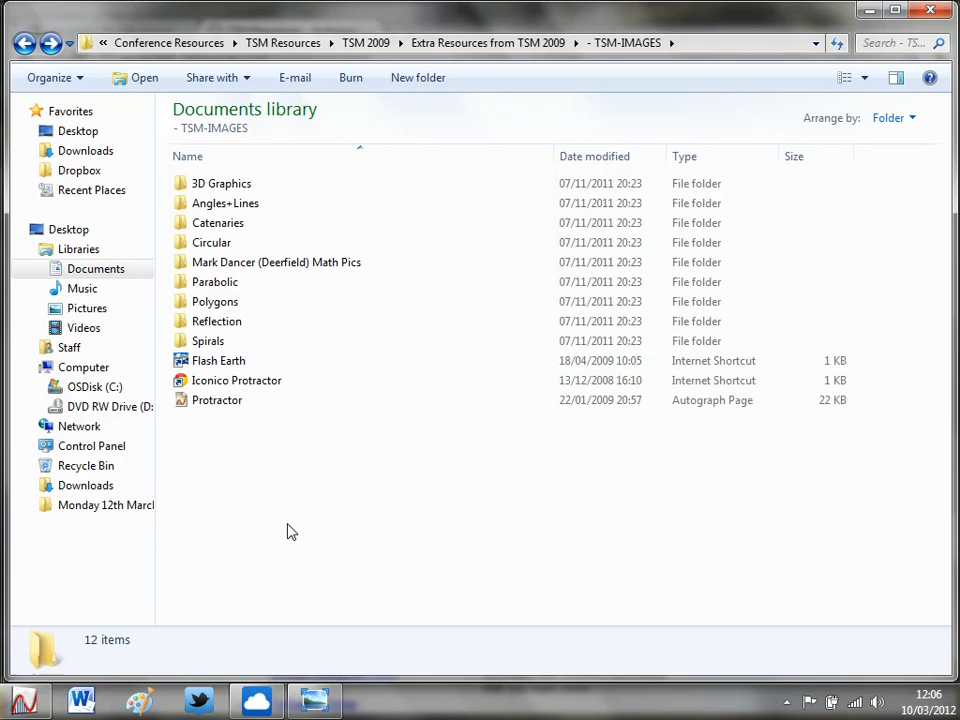 « Conference Resources TSM Resources TSM 2009 Extra Resources from TSM 2009 - TSM-IMAGES Search - TS...
Organize Open Share with E-mail Burn New folder
Favorites
Desktop
Downloads
Dropbox
Recent Places
Desktop
Libraries
Documents
Music
Pictures
Videos
Staff
Computer
OSDisk (C:)
DVD RW Drive (D:
Network
Control Panel
Recycle Bin
Downloads
Monday 12th Marc
Documents library
- TSM-IMAGES
Arrange by: Folder
Name Date modified Type Size
3D Graphics 07/11/2011 20:23 File folder
Angles+Lines 07/11/2011 20:23 File folder
Catenaries 07/11/2011 20:23 File folder
Circular 07/11/2011 20:23 File folder
Mark Dancer (Deerfield) Math Pics 07/11/2011 20:23 File folder
Parabolic 07/11/2011 20:23 File folder
Polygons 07/11/2011 20:23 File folder
Reflection 07/11/2011 20:23 File folder
Spirals 07/11/2011 20:23 File folder
Flash Earth 18/04/2009 10:05 Internet Shortcut 1 KB
Iconico Protractor 13/12/2008 16:10 Internet Shortcut 1 KB
Protractor 22/01/2009 20:57 Autograph Page 22 KB
12 items
12:06
10/03/2012